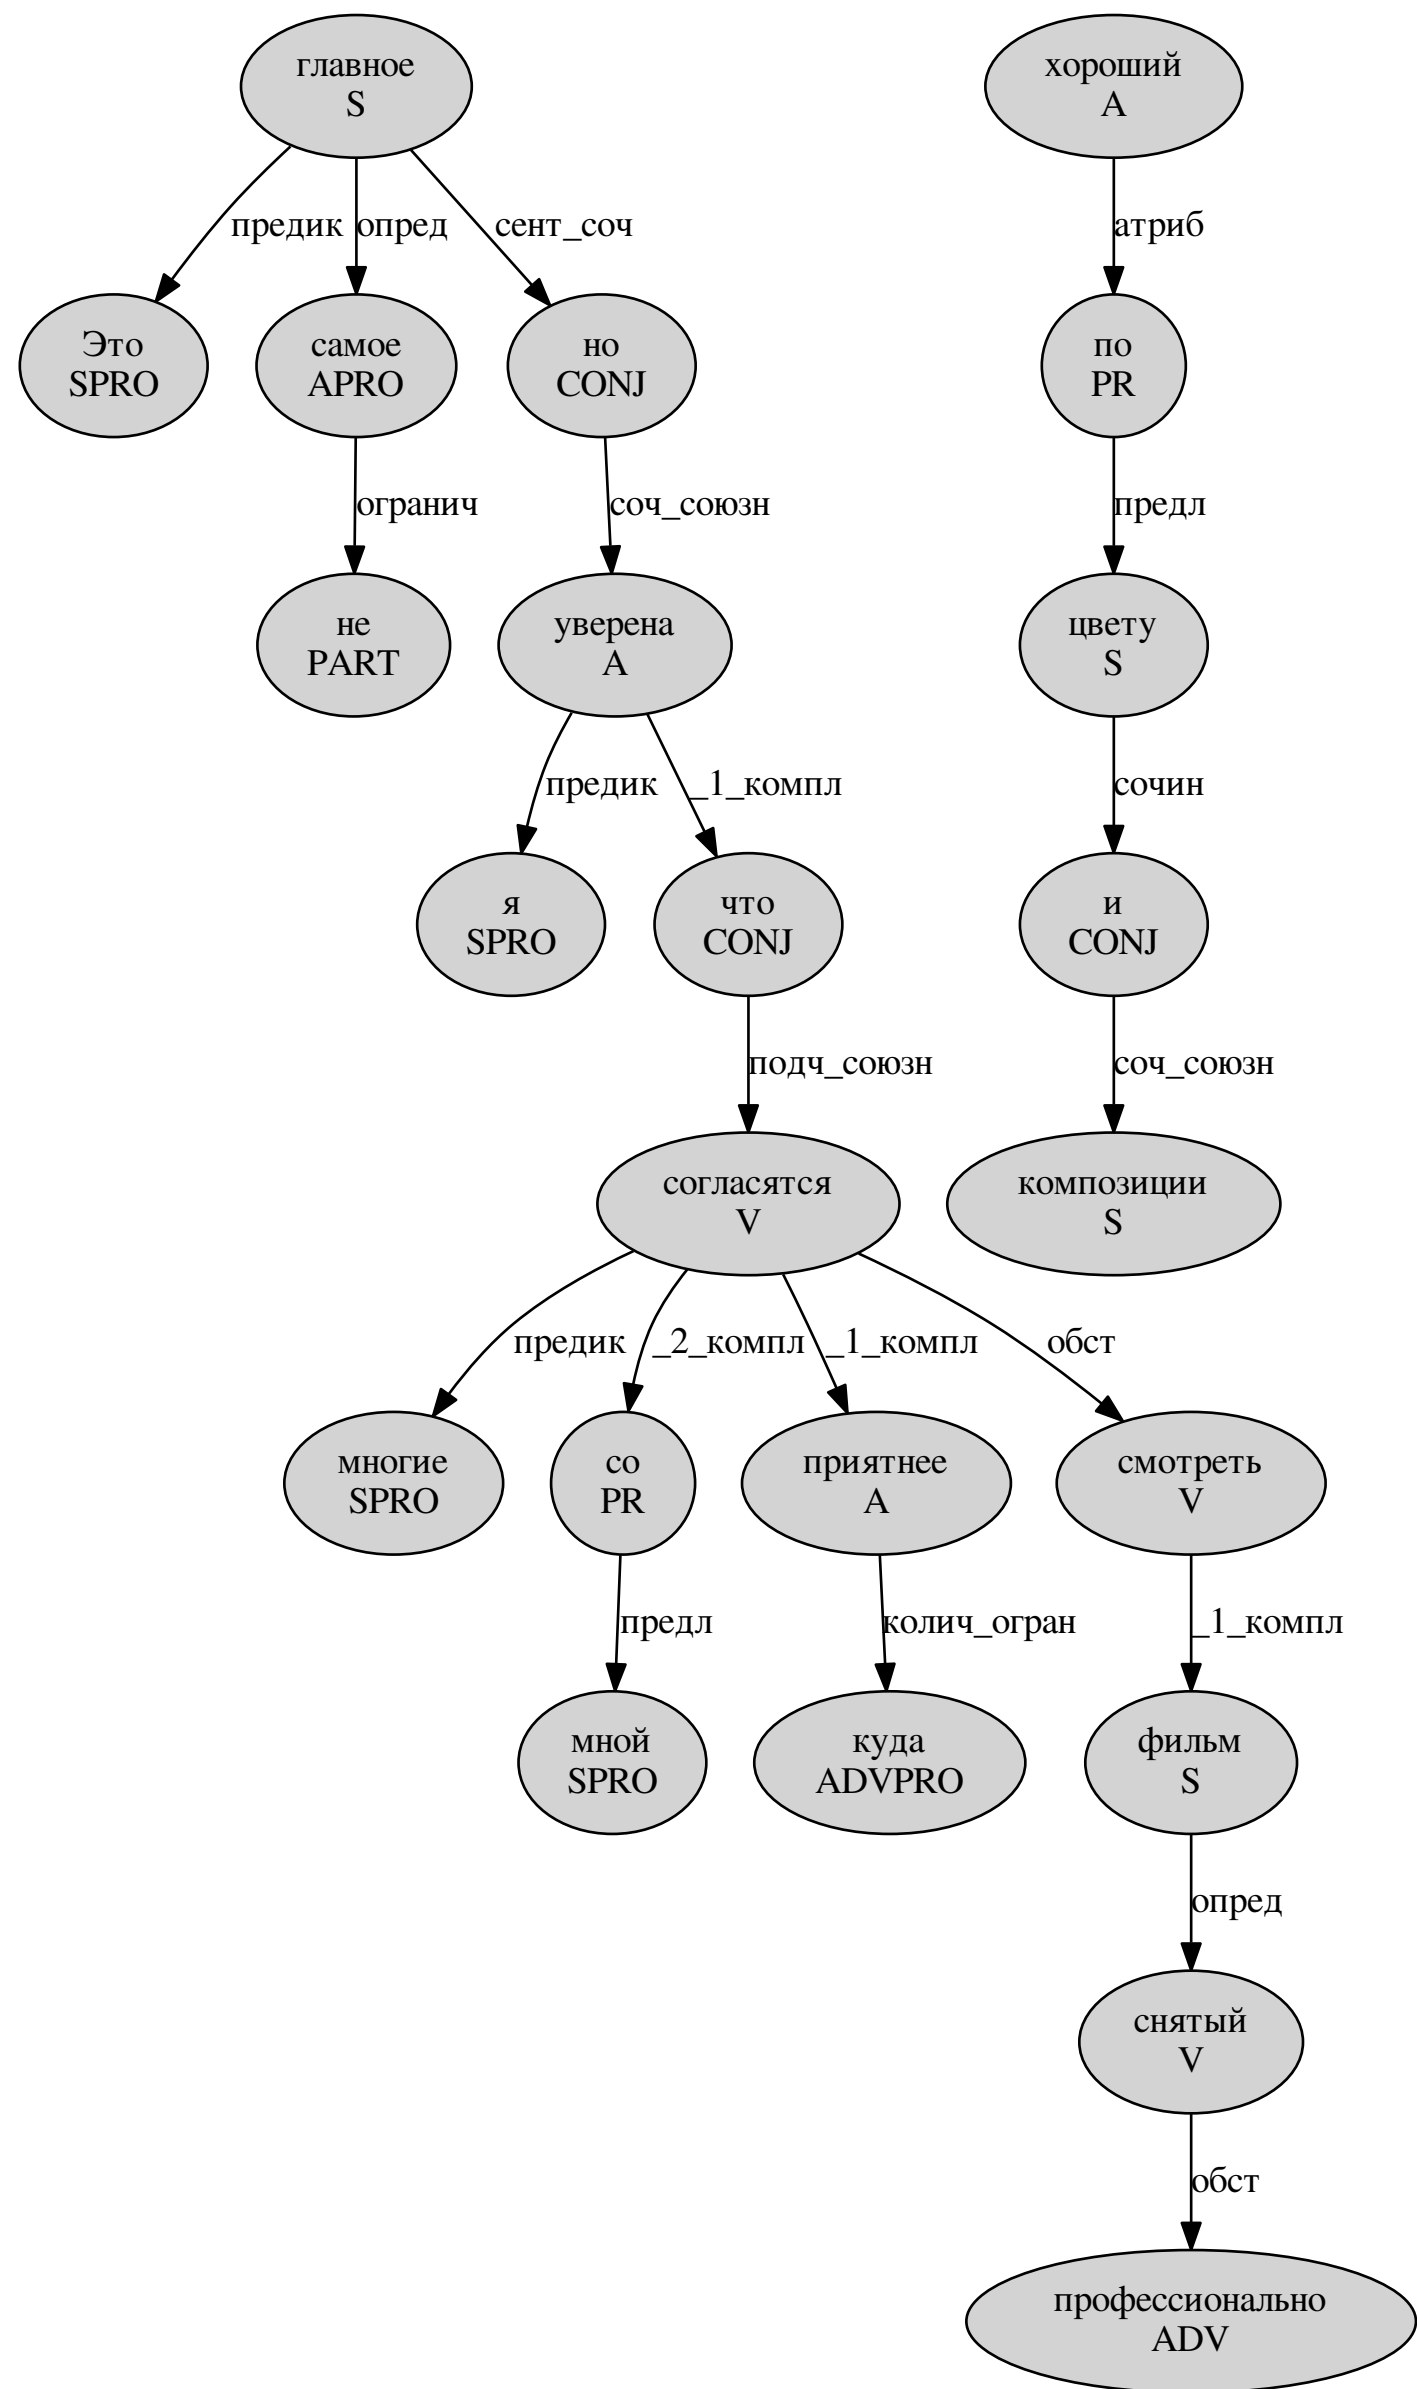 главное
S
хороший
A
предик
опред
сент_соч
атриб
Это
SPRO
самое
APRO
но
CONJ
по
PR
огранич
соч_союзн
предл
не
PART
уверена
A
цвету
S
предик
_1_компл
сочин
я
SPRO
что
CONJ
и
CONJ
подч_союзн
соч_союзн
согласятся
V
композиции
S
предик
_2_компл
_1_компл
обст
многие
SPRO
со
PR
приятнее
A
смотреть
V
предл
колич_огран
_1_компл
мной
SPRO
куда
ADVPRO
фильм
S
опред
снятый
V
обст
профессионально
ADV